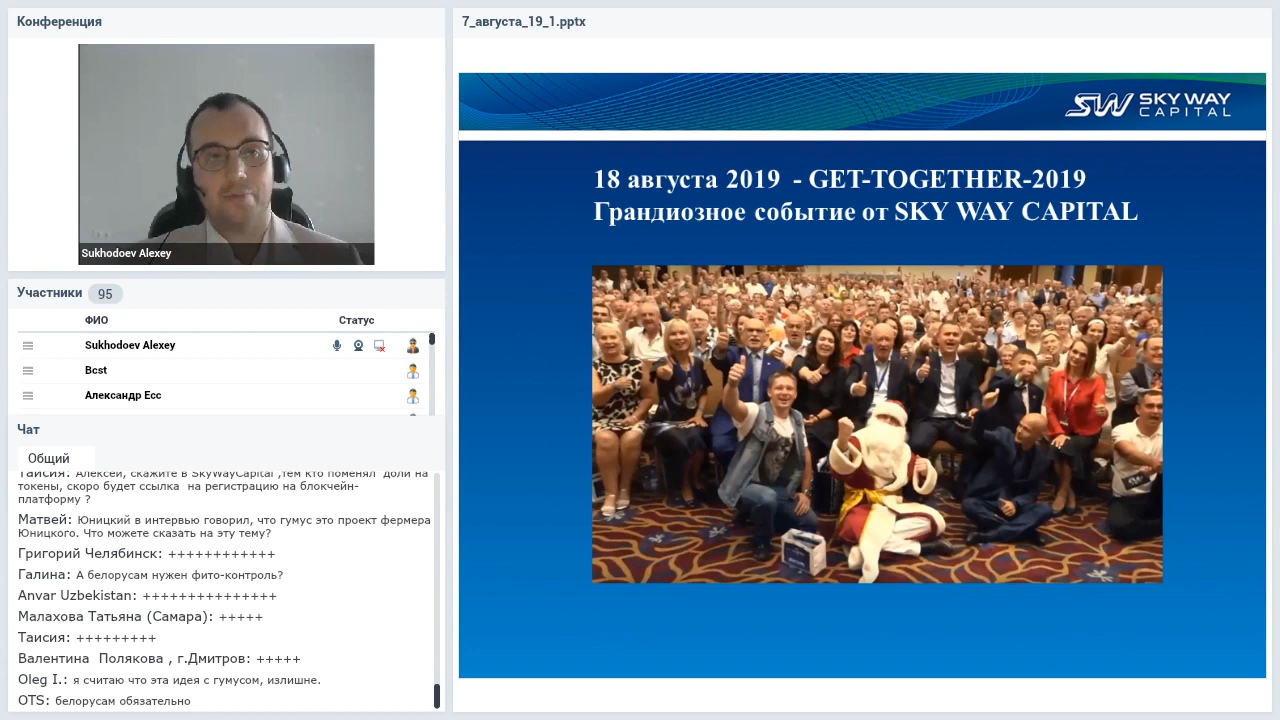 Конференция
Sukhodoev Alexey
Участники 95
ФИО Статус
Sukhodoev Alexey
Bcst
Александр Есс
Чат
Общий
Таисия: Алексей, скажите в SkyWayCapital ,тем кто поменял доли на
токены, скоро будет ссылка на регистрацию на блокчейн-
платформу ?
Матвей: Юницкий в интервью говорил, что гумус это проект фермера
Юницкого. Что можете сказать на эту тему?
Григорий Челябинск: ++++++++++++
Галина: А белорусам нужен фито-контроль?
Anvar Uzbekistan: +++++++++++++++
Малахова Татьяна (Самара): +++++
Таисия: +++++++++
Валентина Полякова , г.Дмитров: +++++
Oleg I.: я считаю что эта идея с гумусом, излишне.
OTS: белорусам обязательно
7_августа_19_1.pptx
SW SKY WAY
CAPITAL
18 августа 2019 - GET-TOGETHER-2019
Грандиозное событие от SKY WAY CAPITAL